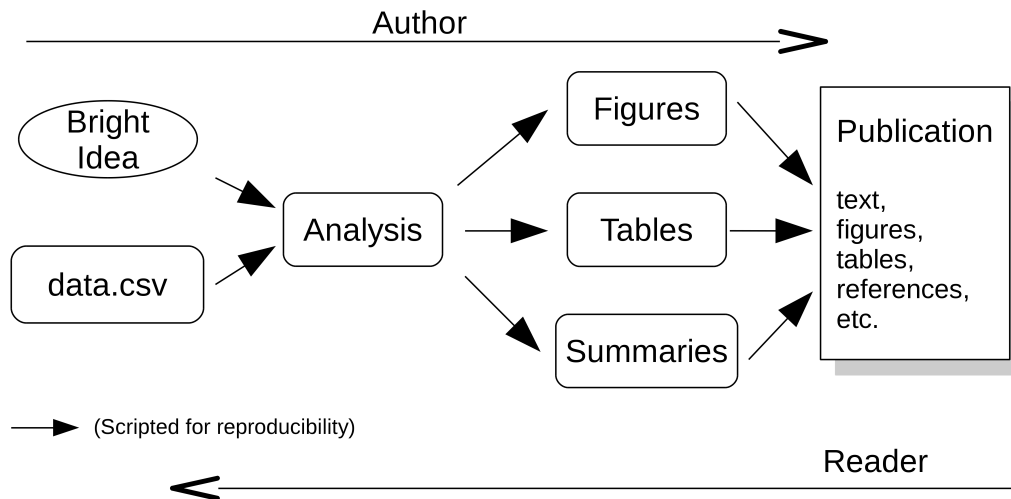 Author
Bright
Idea
data.csv
Analysis
Figures
Tables
Summaries
Publication
text,
figures,
tables,
references,
etc.
(Scripted for reproducibility)
Reader